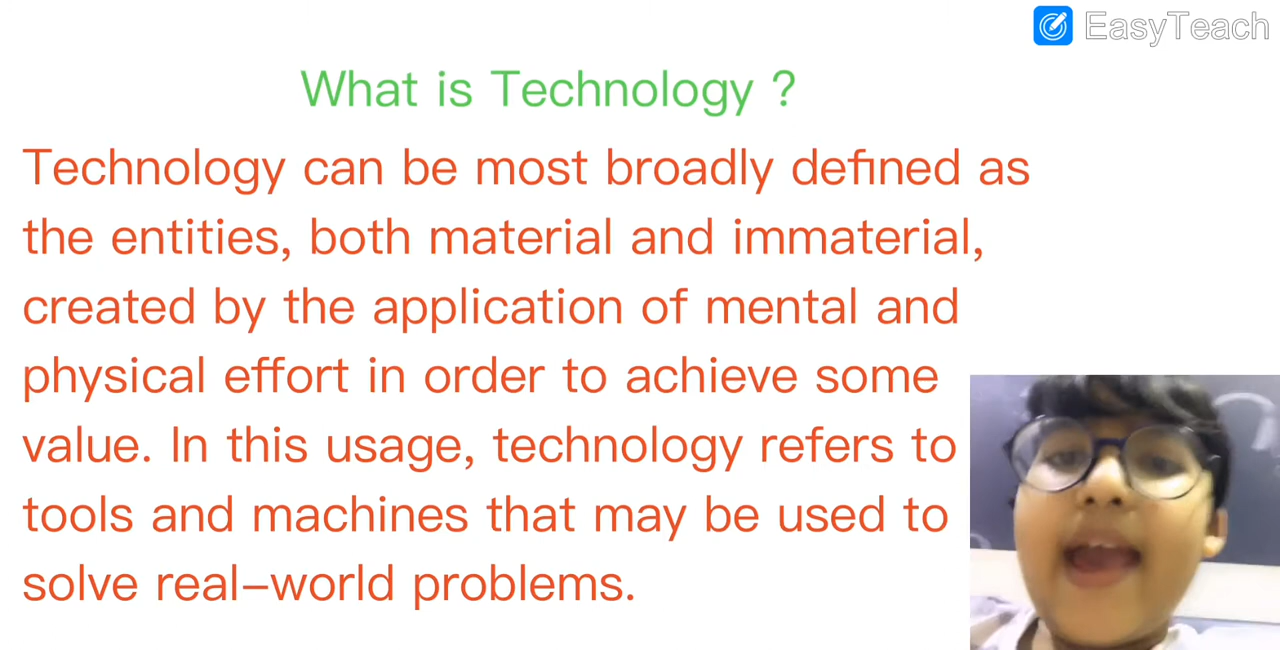 EasyTeach
What is Technology ?
Technology can be most broadly defined as
the entities, both material and immaterial,
created by the application of mental and
physical effort in order to achieve some
value. In this usage, technology refers to
tools and machines that may be used to
solve real–world problems.